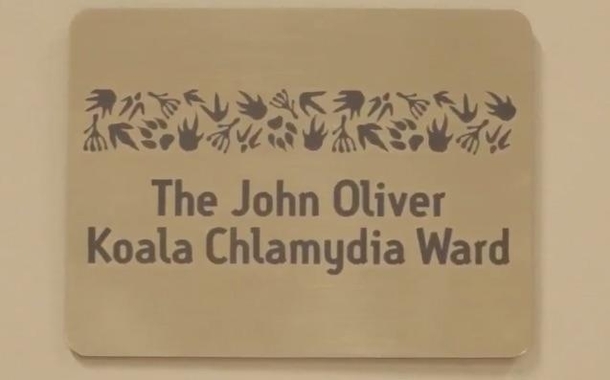 The John Oliver
Koala Chlamydia Ward